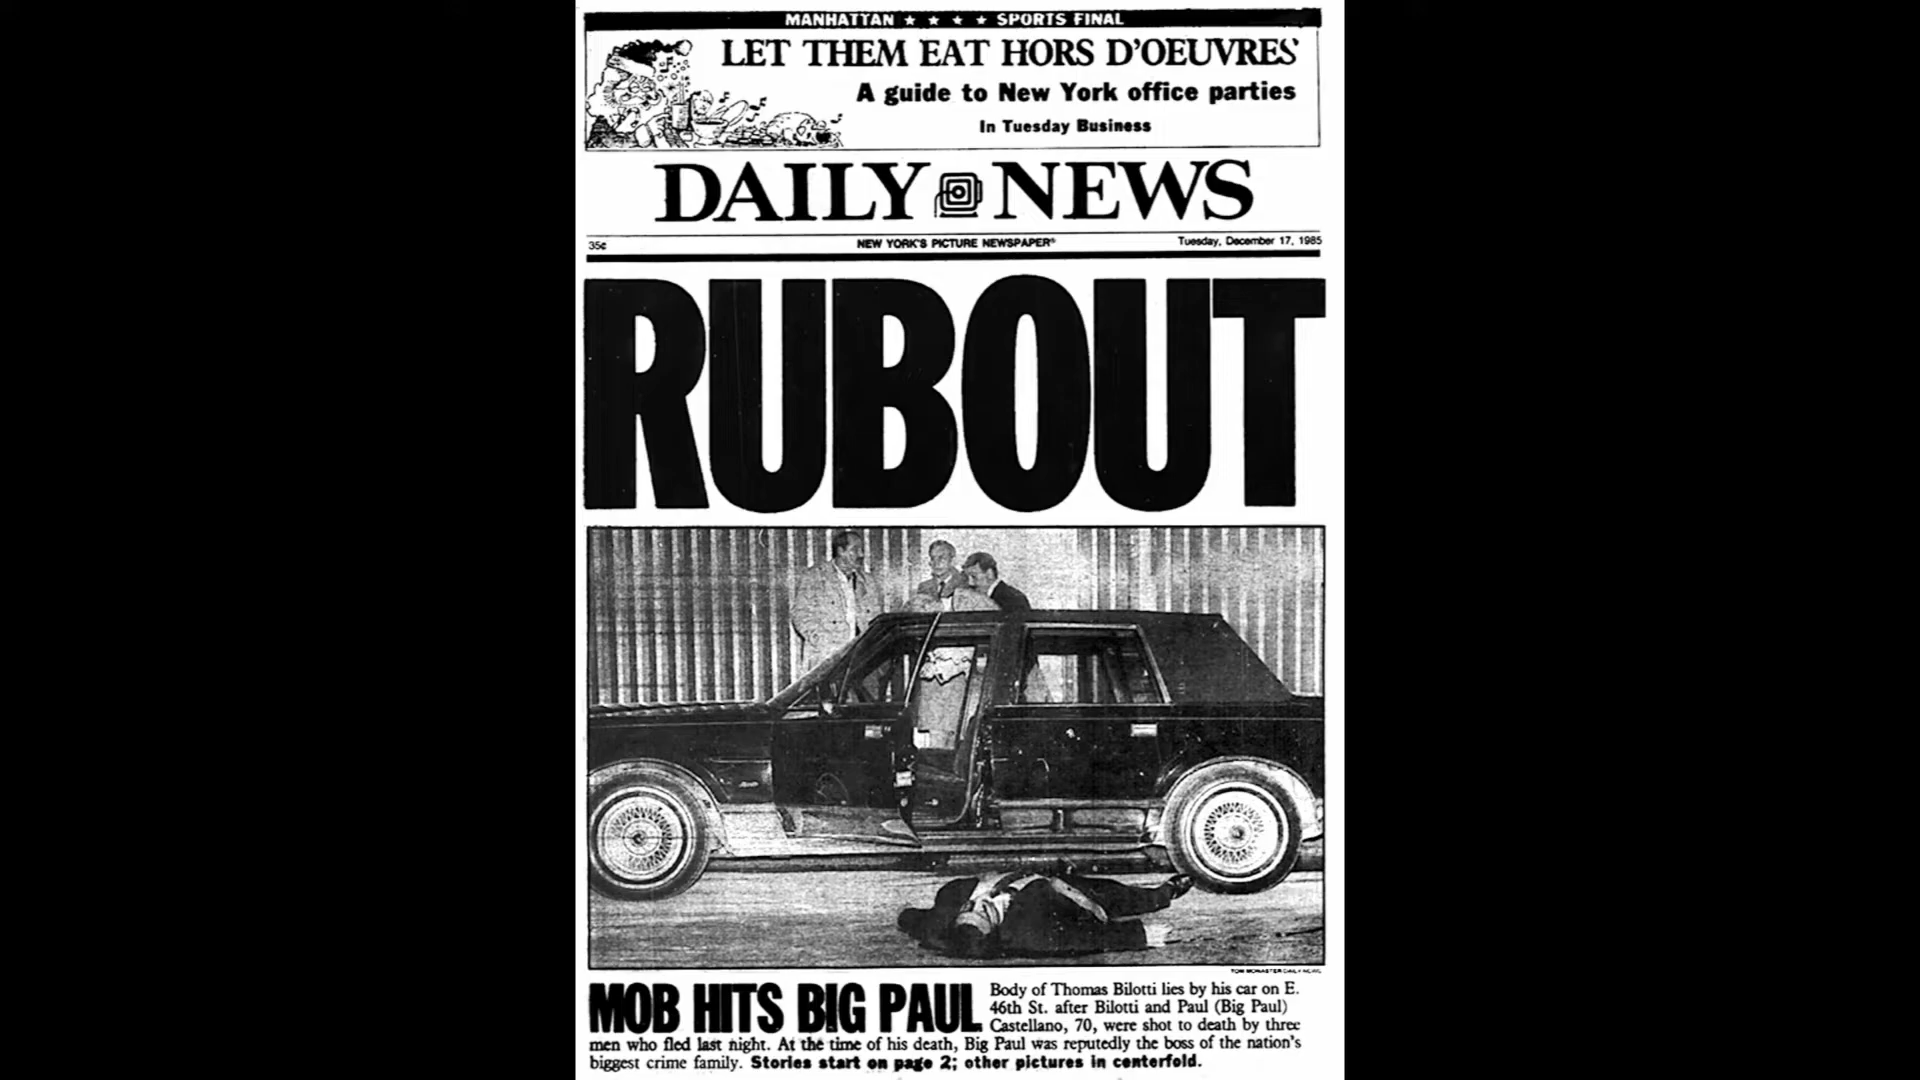 MANHATTAN ★ ★ ★ ★ SPORTS FINAL
LET THEM EAT HORS D'OEUVRES
A guide to New York office parties
In Tuesday Business
DAILY NEWS
35¢
NEW YORK'S PICTURE NEWSPAPER®
Tuesday, December 17, 1985
RUBOUT
TOM MONASTER DAILY NEWS
MOB HITS BIG PAUL
Body of Thomas Bilotti lies by his car on E.
46th St. after Bilotti and Paul (Big Paul)
Castellano, 70, were shot to death by three
men who fled last night. At the time of his death, Big Paul was reputedly the boss of the nation's
biggest crime family. Stories start on page 2; other pictures in centerfold.